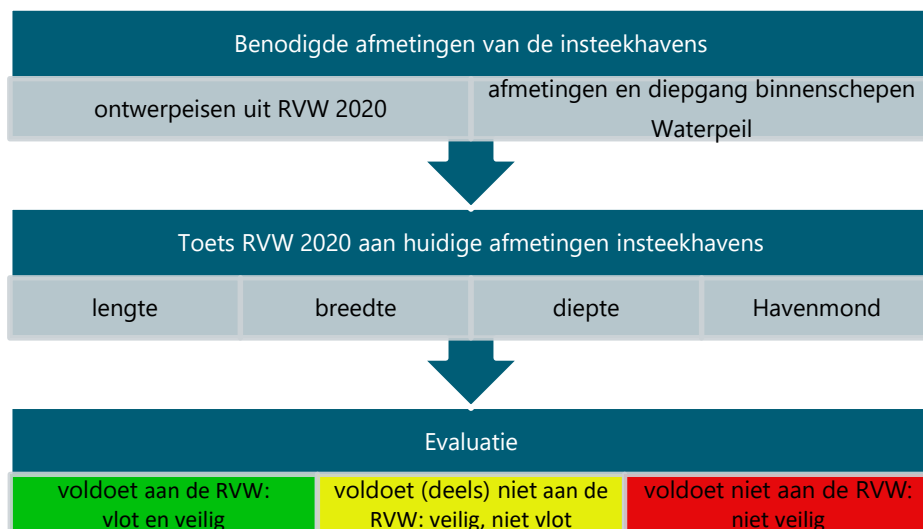 Benodigde afmetingen van de insteekhavens
ontwerpeisen uit RVW 2020
afmetingen en diepgang binnenschepen
Waterpeil
Toets RVW 2020 aan huidige afmetingen insteekhavens
lengte
breedte
diepte
Havenmond
Evaluatie
voldoet aan de RVW:
vlot en veilig
voldoet (deels) niet aan de
RVW: veilig, niet vlot
voldoet niet aan de RVW:
niet veilig